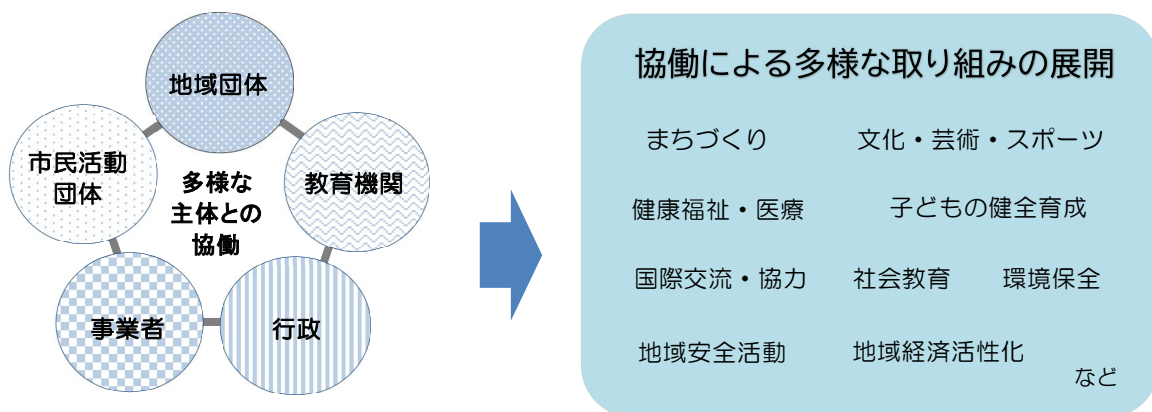 地域団体
市民活動
団体
教育機関
多様な
主体との
協働
事業者
行政
協働による多様な取り組みの展開
まちづくり
文化・芸術・スポーツ
健康福祉・医療
子どもの健全育成
国際交流・協力
社会教育
環境保全
地域安全活動
地域経済活性化
など